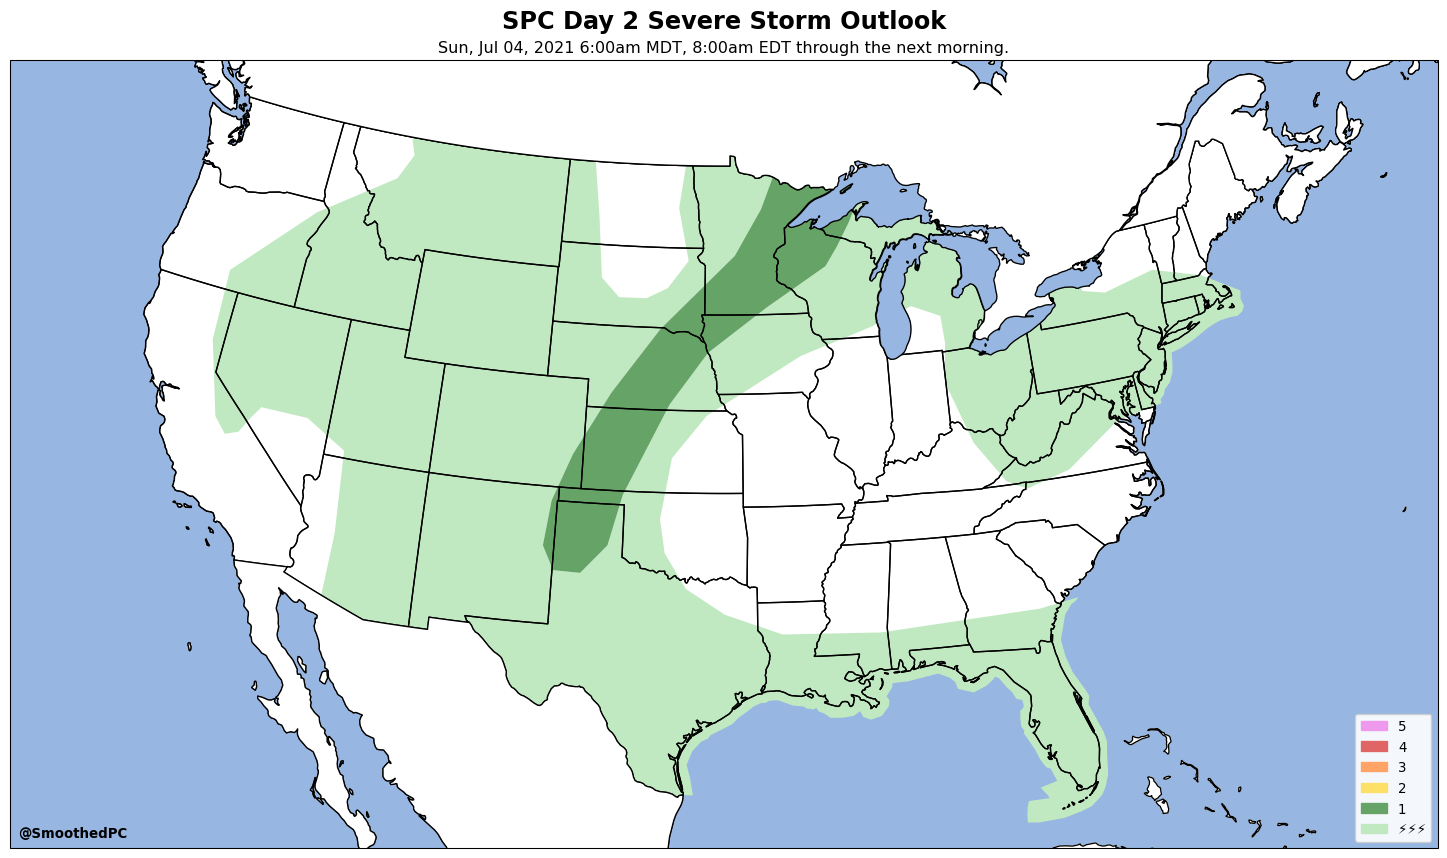 SPC Day 2 Severe Storm Outlook
Sun, Jul 04, 2021 6:00am MDT, 8:00am EDT through the next morning.
5
4
3
2
1
⚡⚡⚡
@SmoothedPC